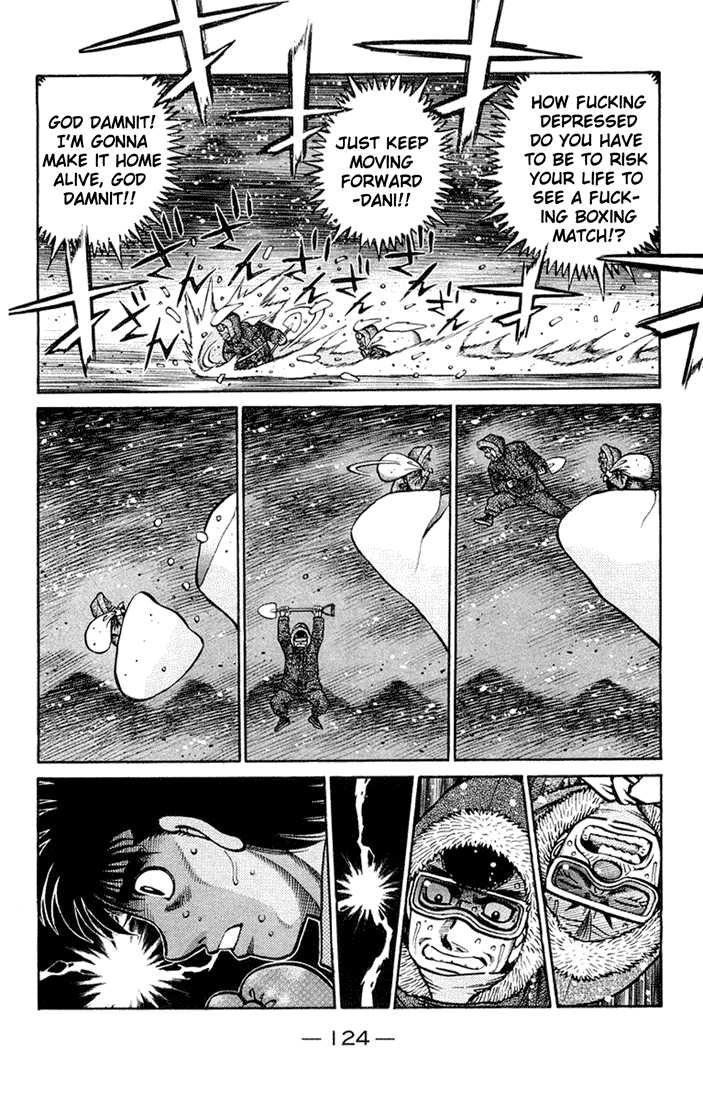 HOW FUCKING
DEPRESSED
DO YOU HAVE
TO BE TO RISK
YOUR LIFE TO
SEE A FUCK-
ING BOXING
MATCH!?
JUST KEEP
MOVING
FORWARD
-DANI!!
GOD DAMNIT!
I'M GONNA
MAKE IT HOME
ALIVE, GOD
DAMNIT!!
— 124 —